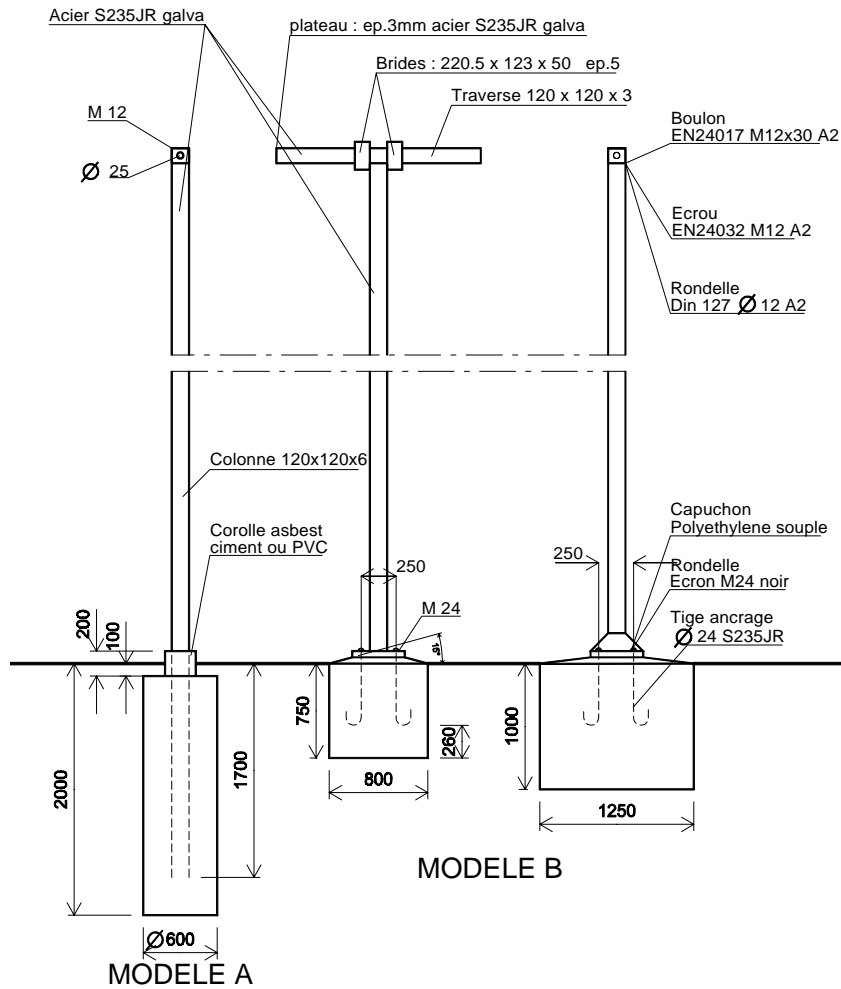 Acier S235JR galva
plateau : ep.3mm acier S235JR galva
Brides : 220.5 x 123 x 50 ep.5
Traverse 120 x 120 x 3
M 12
Ø 25
Boulon
EN24017 M12x30 A2
Ecrou
EN24032 M12 A2
Rondelle
Din 127 Ø 12 A2
Colonne 120x120x6
Corolle asbest
ciment ou PVC
Capuchon
Polyethylene souple
250
250
Rondelle
Ecron M24 noir
M 24
Tige ancrage
Ø 24 S235JR
200
100
15°
750
260
1000
1700
2000
800
1250
MODELE B
Ø600
MODELE A